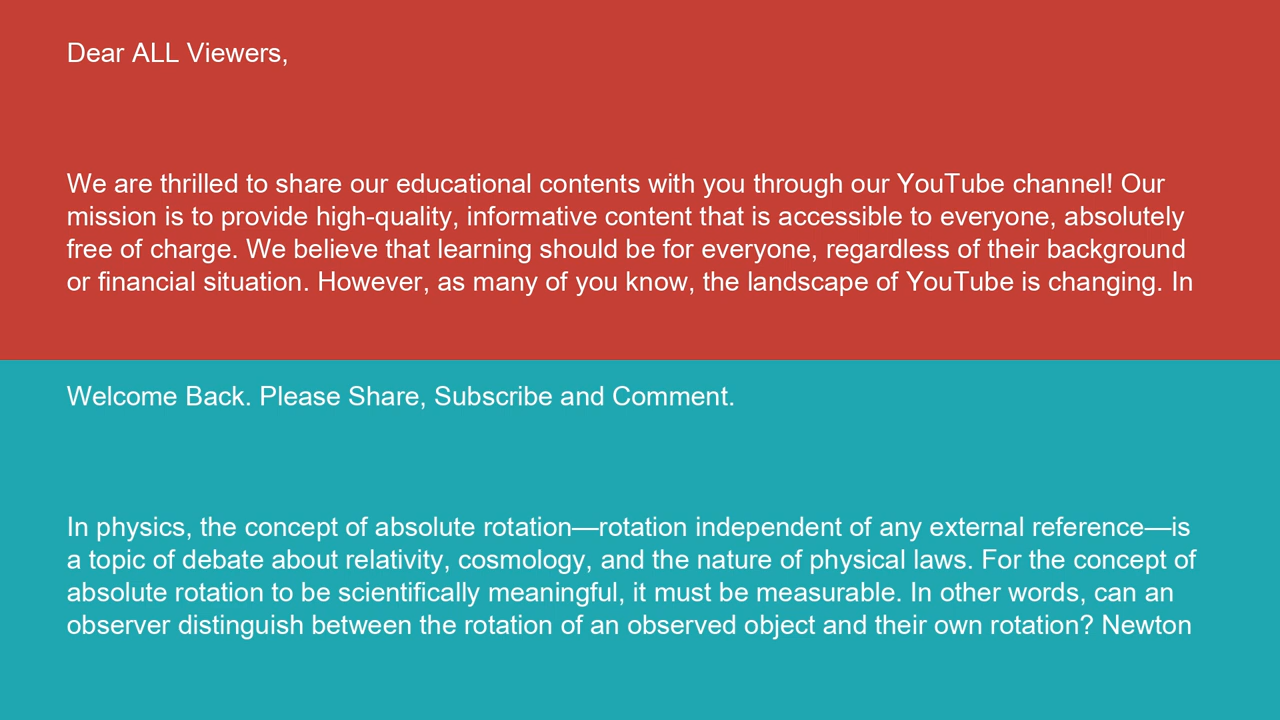 Dear ALL Viewers,
We are thrilled to share our educational contents with you through our YouTube channel! Our
mission is to provide high-quality, informative content that is accessible to everyone, absolutely
free of charge. We believe that learning should be for everyone, regardless of their background
or financial situation. However, as many of you know, the landscape of YouTube is changing. In
Welcome Back. Please Share, Subscribe and Comment.
In physics, the concept of absolute rotation—rotation independent of any external reference—is
a topic of debate about relativity, cosmology, and the nature of physical laws. For the concept of
absolute rotation to be scientifically meaningful, it must be measurable. In other words, can an
observer distinguish between the rotation of an observed object and their own rotation? Newton